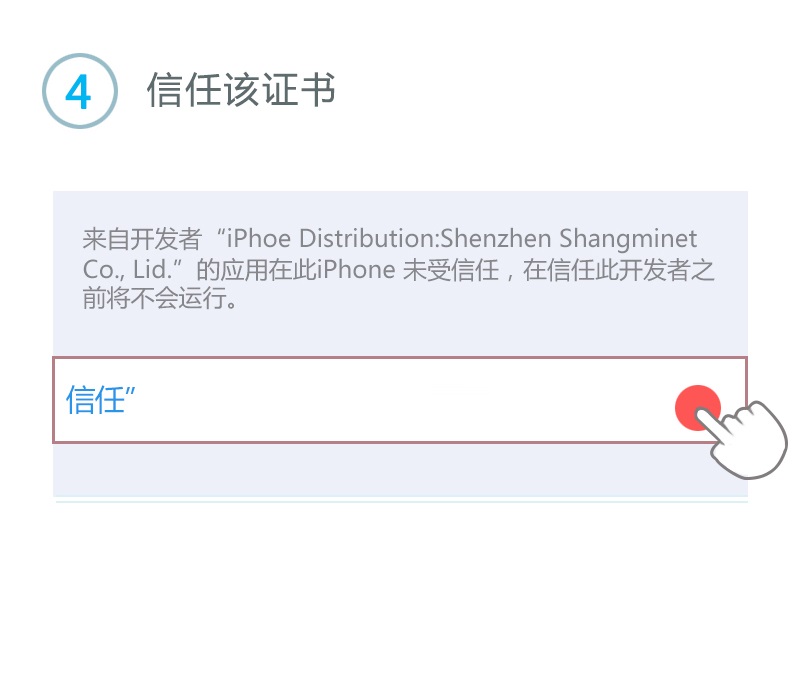 4
信任该证书
来自开发者“iPhoe Distribution:Shenzhen Shangminet
Co., Lid.”的应用在此iPhone 未受信任，在信任此开发者之
前将不会运行。
信任”